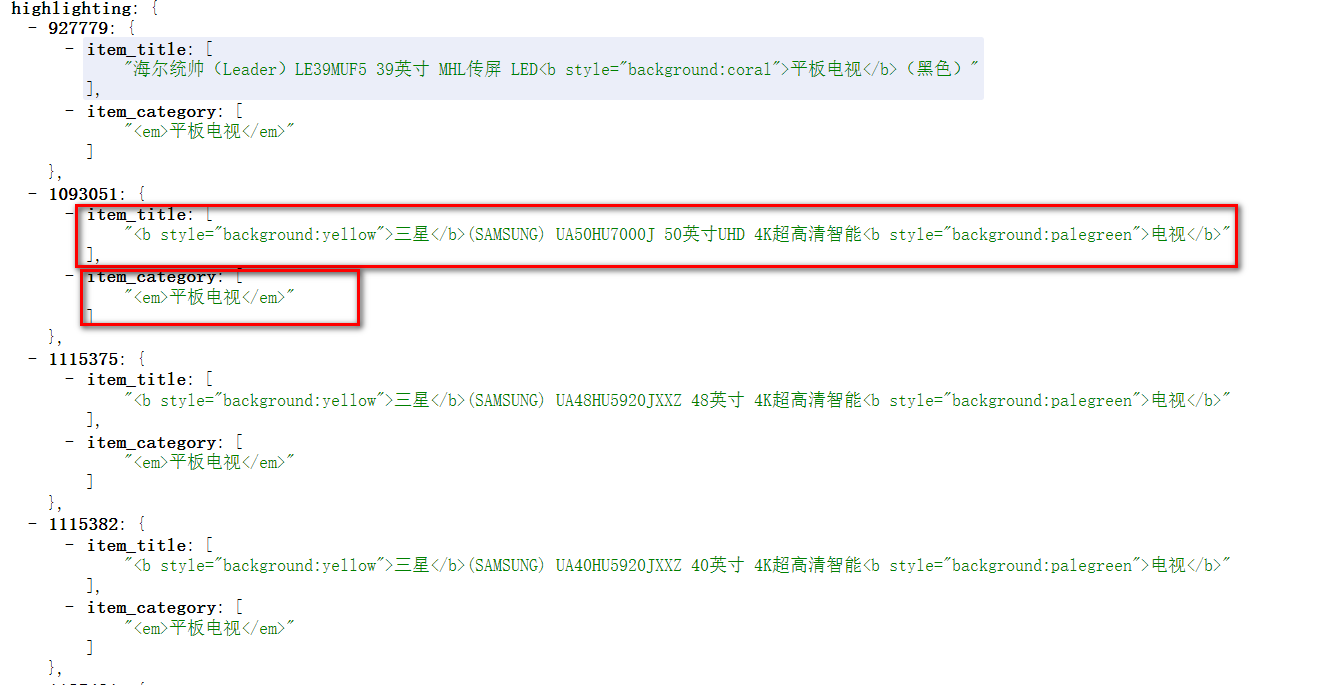 highlighting: {
- 927779: {
- item_title: [
"海尔统帅（Leader）LE39MUF5 39英寸 MHL传屏 LED<b style="background:coral">平板电视</b>（黑色）"
],
- item_category: [
"<em>平板电视</em>"
]
},
- 1093051: {
- item_title: [
"<b style="background:yellow">三星</b>(SAMSUNG) UA50HU7000J 50英寸UHD 4K超高清智能<b style="background:palegreen">电视</b>"
],
- item_category: [
"<em>平板电视</em>"
]
},
- 1115375: {
- item_title: [
"<b style="background:yellow">三星</b>(SAMSUNG) UA48HU5920JXXZ 48英寸 4K超高清智能<b style="background:palegreen">电视</b>"
],
- item_category: [
"<em>平板电视</em>"
]
},
- 1115382: {
- item_title: [
"<b style="background:yellow">三星</b>(SAMSUNG) UA40HU5920JXXZ 40英寸 4K超高清智能<b style="background:palegreen">电视</b>"
],
- item_category: [
"<em>平板电视</em>"
]
},